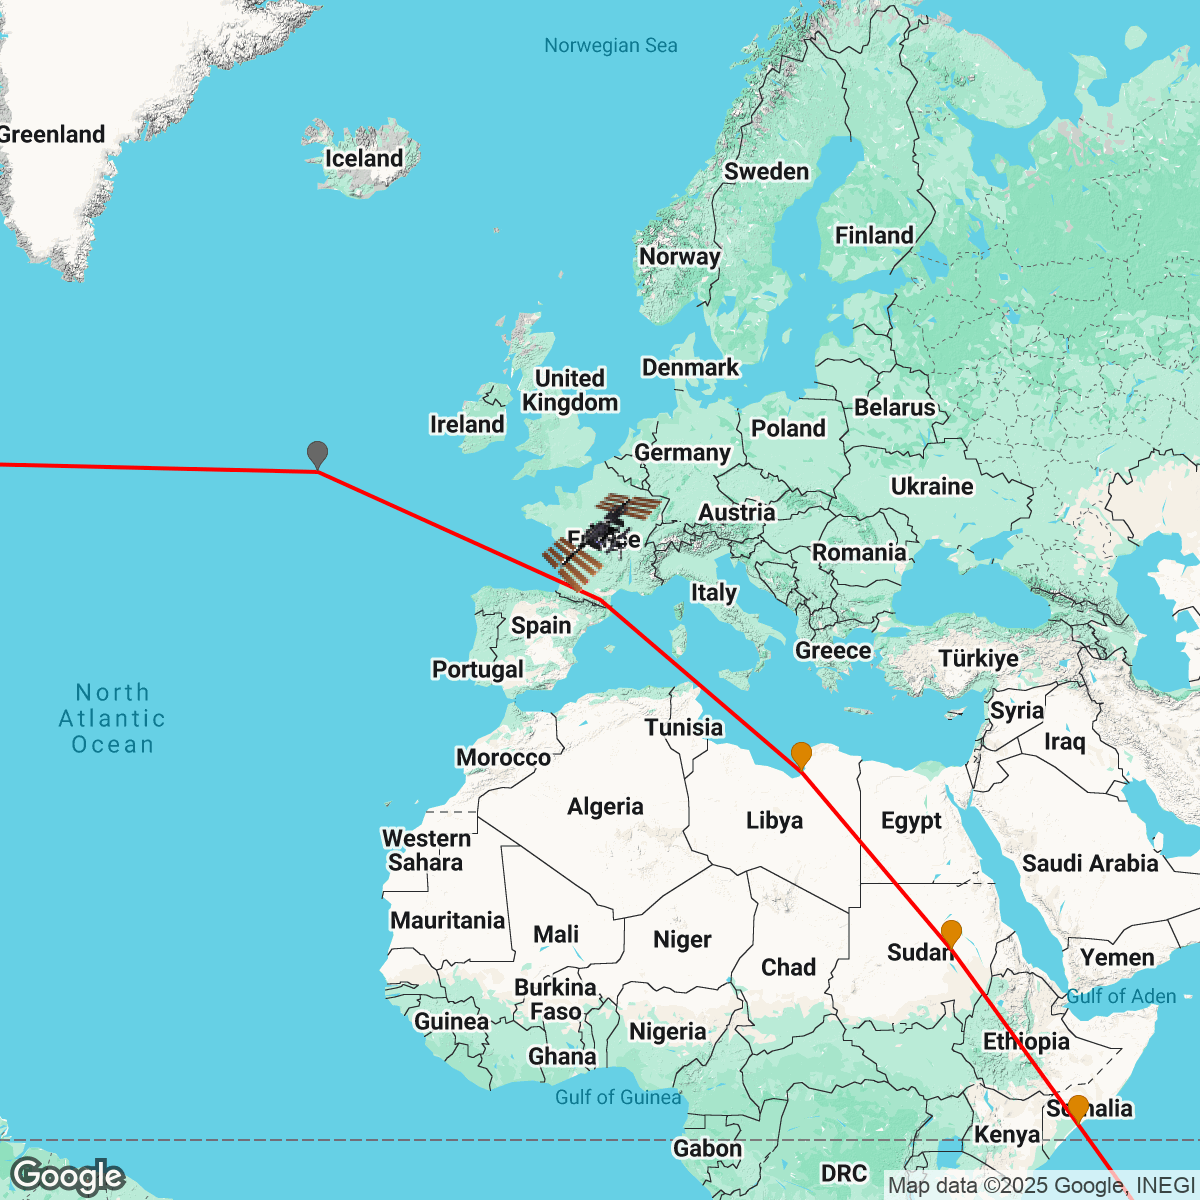 Norwegian Sea
Greenland
Iceland
Sweden
Finland
Norway
Denmark
United
Kingdom
Ireland
Belarus
Poland
Germany
Ukraine
Austria
France
Romania
Italy
Spain
Greece
Türkiye
Portugal
North
Atlantic
Ocean
Syria
Tunisia
Iraq
Morocco
Algeria
Libya
Egypt
Western
Sahara
Saudi Arabia
Mauritania
Mali
Niger
Sudan
Chad
Yemen
Burkina
Faso
Gulf of Aden
Guinea
Nigeria
Ethiopia
Ghana
Gulf of Guinea
Somalia
Kenya
Gabon
DRC
Google
Map data ©2025 Google, INEGI